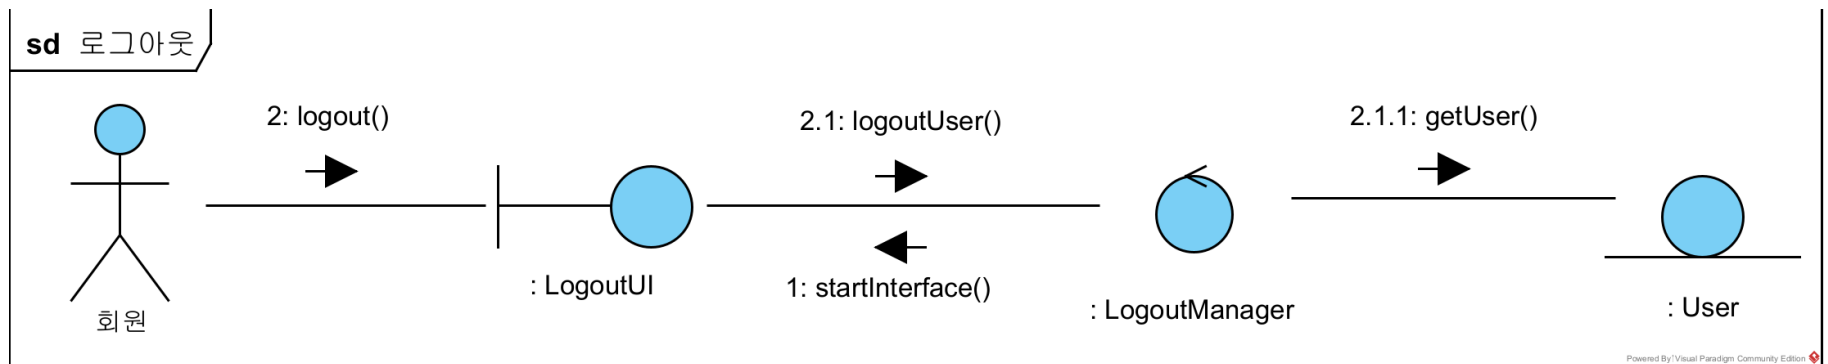 sd 로그아웃
2: logout()
2.1: logoutUser()
2.1.1: getUser()
: LogoutUI
1: startInterface()
: LogoutManager
: User
회원
Powered By Visual Paradigm Community Edition